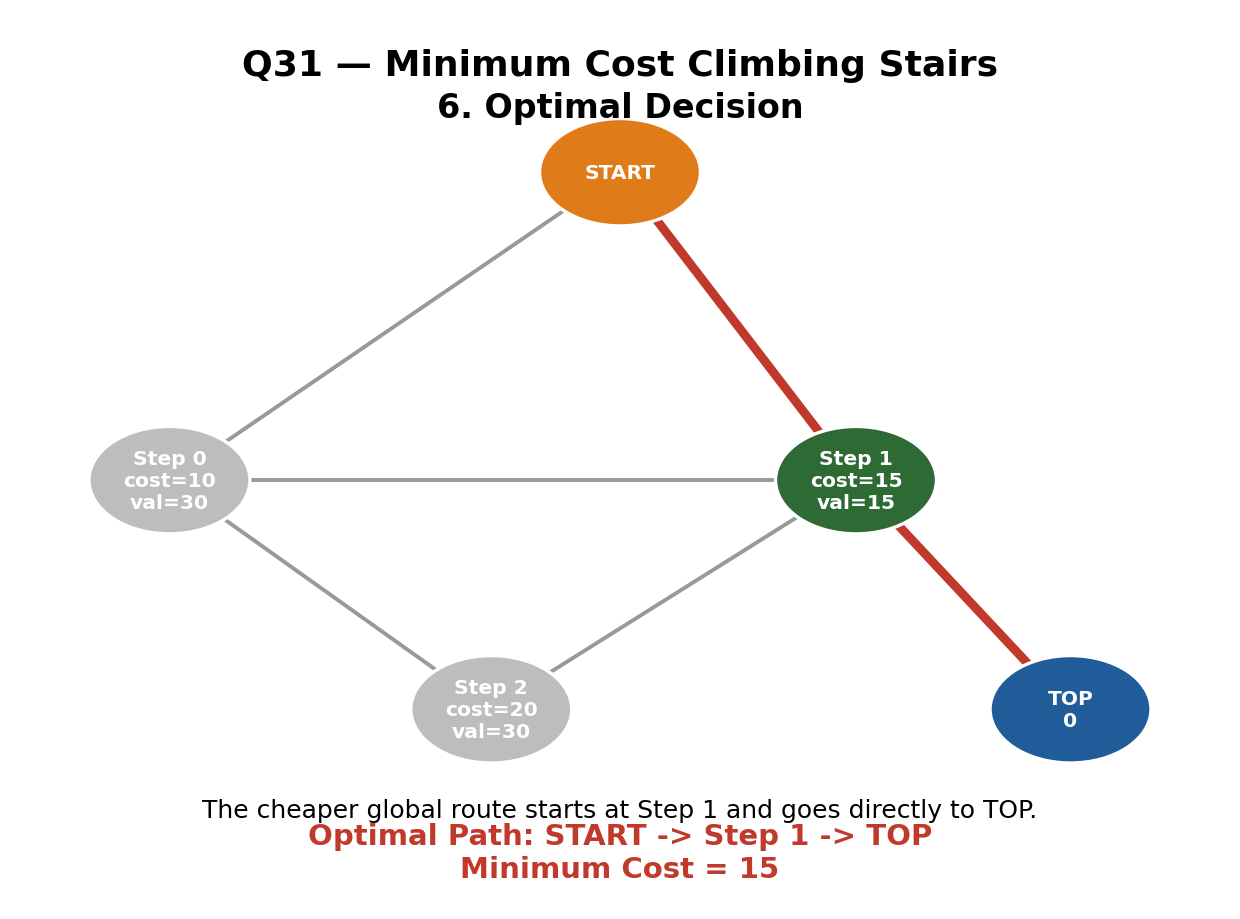 Q31 — Minimum Cost Climbing Stairs
6. Optimal Decision
START
Step 0
cost=10
val=30
Step 1
cost=15
val=15
Step 2
cost=20
val=30
TOP
0
The cheaper global route starts at Step 1 and goes directly to TOP.
Optimal Path: START -> Step 1 -> TOP
Minimum Cost = 15